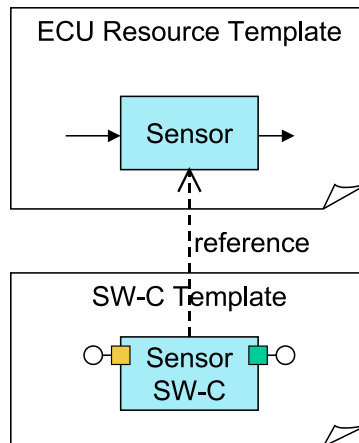 ECU Resource Template
Sensor
reference
SW-C Template
Sensor
SW-C